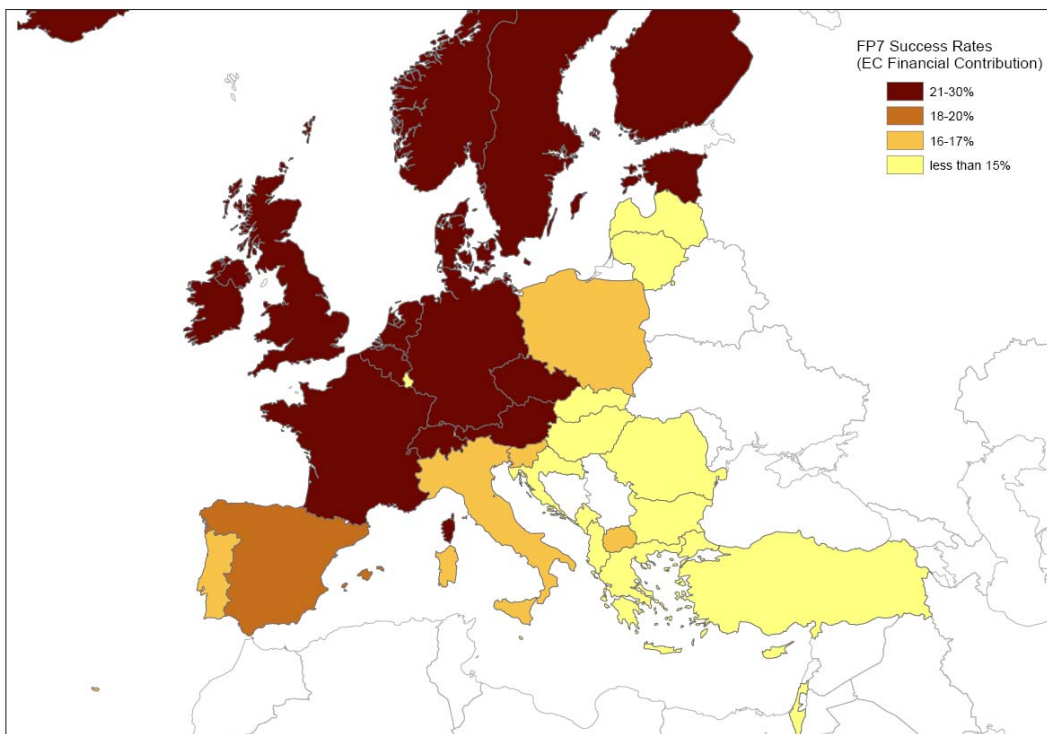 FP7 Success Rates
(EC Financial Contribution)
21-30%
18-20%
16-17%
less than 15%